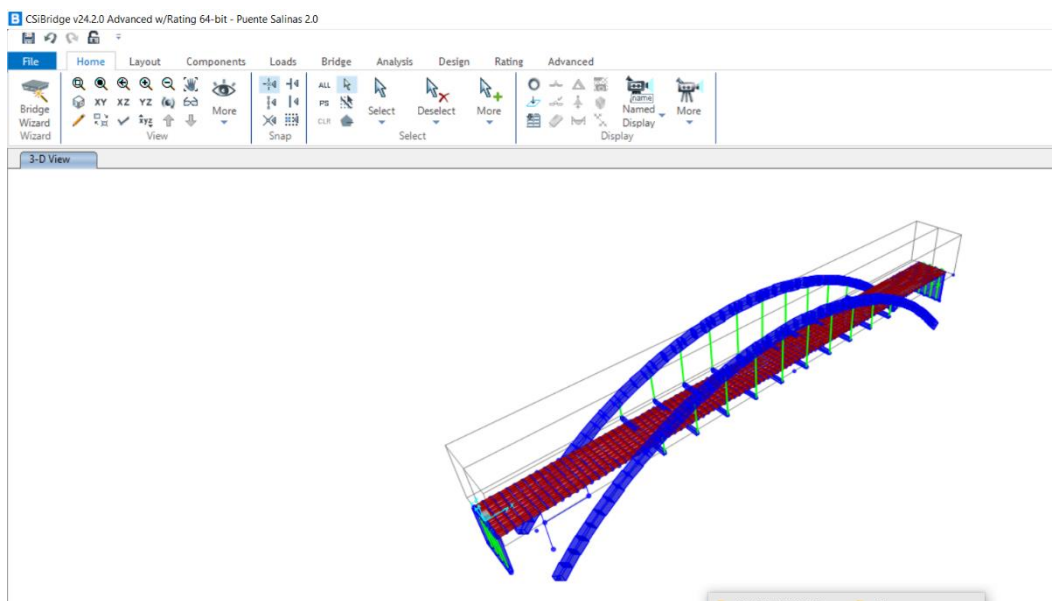 CSiBridge v24.2.0 Advanced w/Rating 64-bit - Puente Salinas 2.0
File Home Layout Components Loads Bridge Analysis Design Rating Advanced
ALL
XY XZ YZ PS
Bridge Wizard More Select Deselect More Named Display More
CLR
name
Wizard View Snap Select Display
3-D View